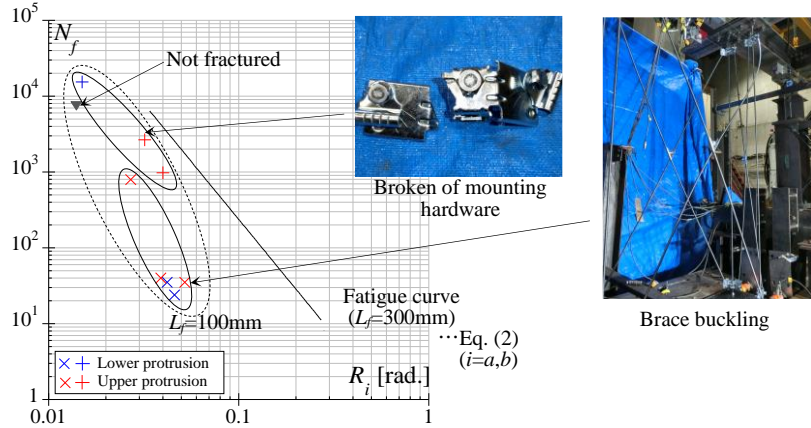 10^5
N_f
Not fractured
10^4
10^3
Broken of mounting
hardware
10^2
Fatigue curve
L_f=100mm
(L_f=300mm)
10^1
Brace buckling
···Eq. (2)
(i=a,b)
Lower protrusion
Upper protrusion
R_i [rad.]
1
0.01
0.1
1